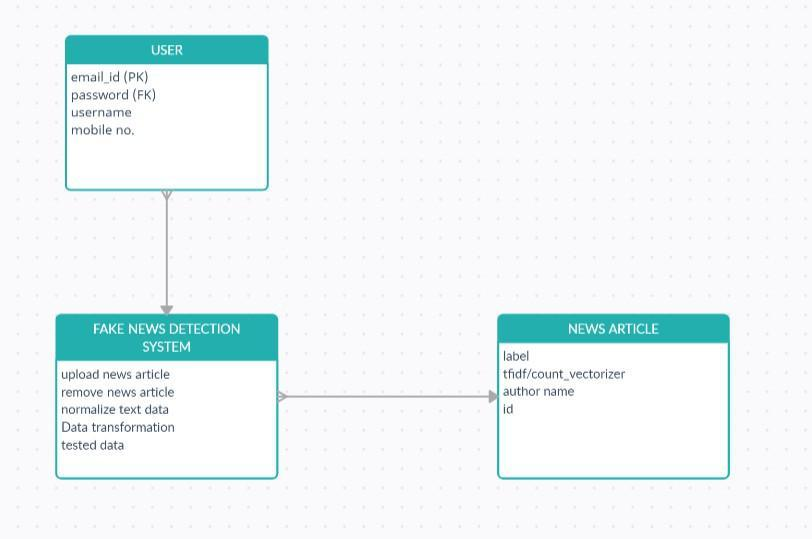 USER
email_id (PK)
password (FK)
username
mobile no.
FAKE NEWS DETECTION
SYSTEM
upload news article
remove news article
normalize text data
Data transformation
tested data
NEWS ARTICLE
label
tfidf/count_vectorizer
author name
id